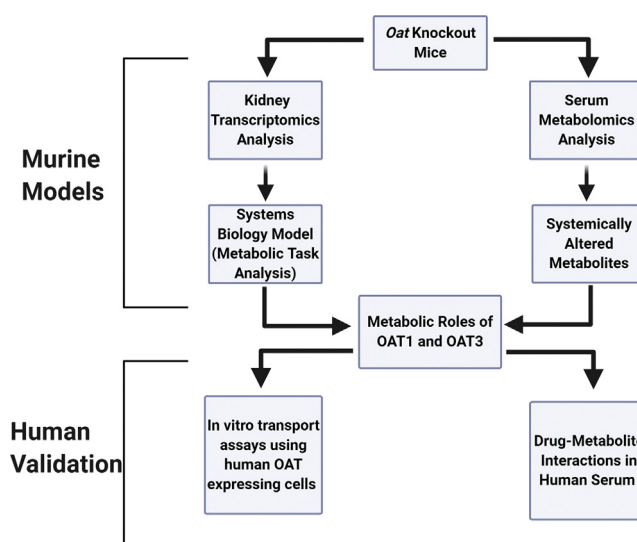 Oat Knockout
Mice
Kidney
Transcriptomics
Analysis
Serum
Metabolomics
Analysis
Murine
Models
Systems
Biology Model
(Metabolic Task
Analysis)
Systemically
Altered
Metabolites
Metabolic Roles of
OAT1 and OAT3
Human
Validation
In vitro transport
assays using
human OAT
expressing cells
Drug-Metabolite
Interactions in
Human Serum